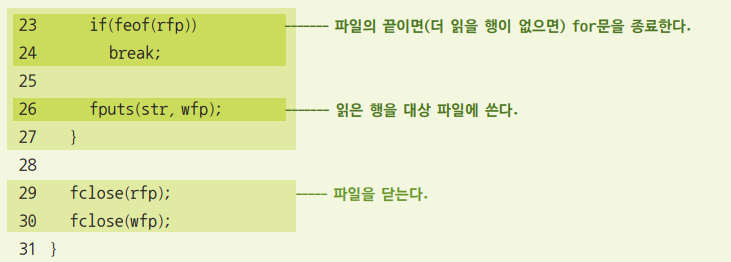 23 if(feof(rfp)) 파일의 끝이면(더 읽을 행이 없으면) for문을 종료한다.
24 break;
25
26 fputs(str, wfp); 읽은 행을 대상 파일에 쓴다.
27 }
28
29 fclose(rfp); 파일을 닫는다.
30 fclose(wfp);
31 }